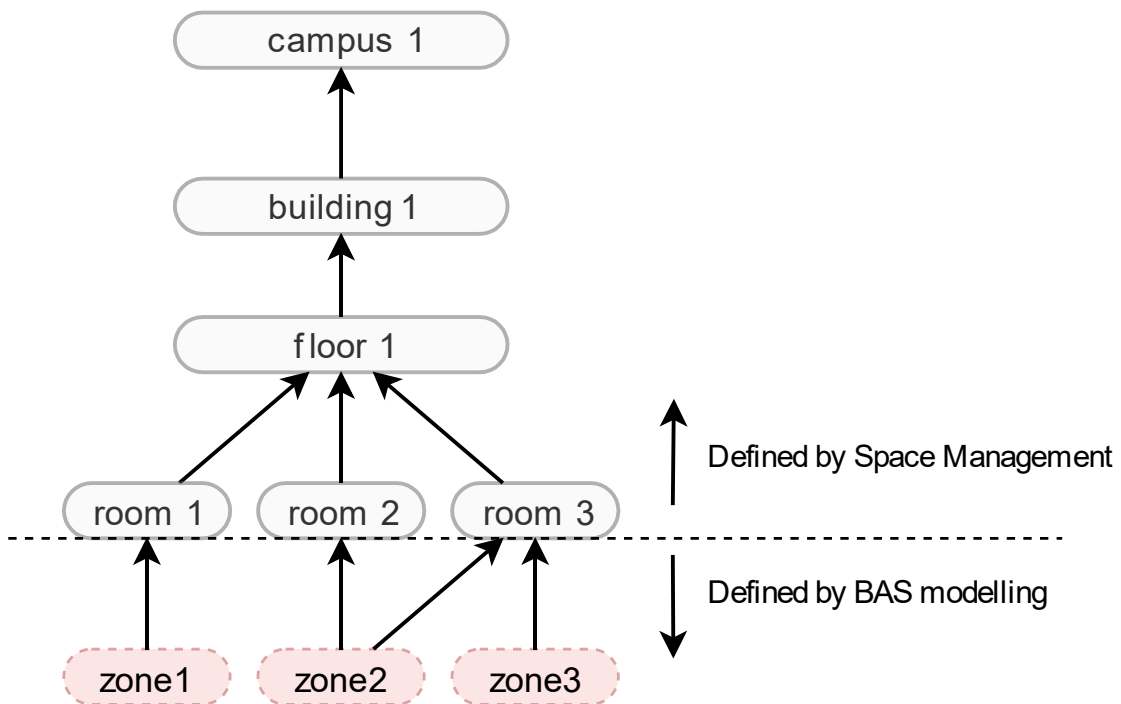 campus 1
building 1
floor 1
Defined by Space Management
room 1 room 2 room 3
Defined by BAS modelling
zone1 zone2 zone3